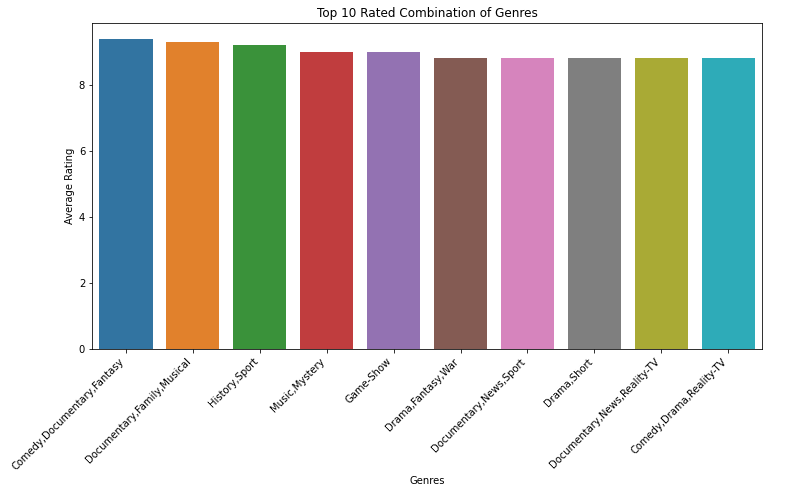 Top 10 Rated Combination of Genres
Average Rating
8
6
4
2
0
Comedy,Documentary,Fantasy
Documentary,Family,Musical
History,Sport
Music,Mystery
Game-Show
Drama,Fantasy,War
Documentary,News,Sport
Drama,Short
Documentary,News,Reality-TV
Comedy,Drama,Reality-TV
Genres